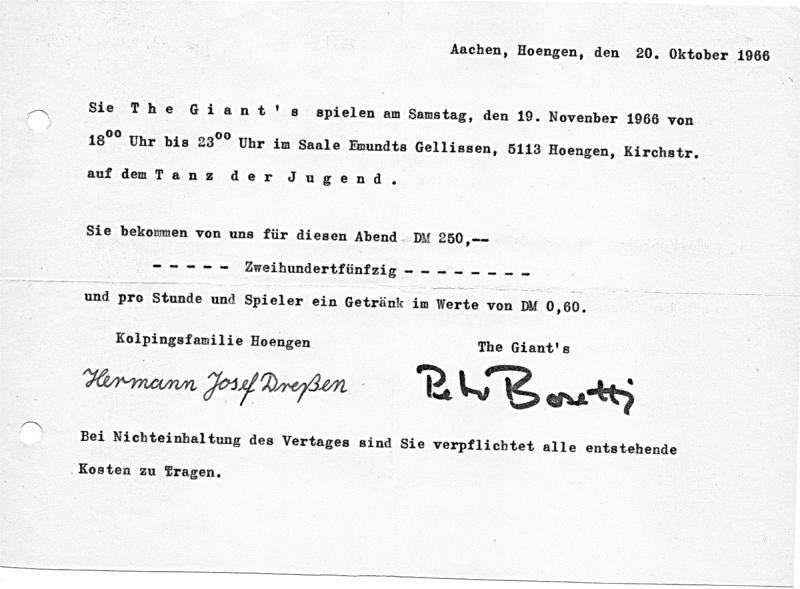 Aachen, Hoengen, den 20. Oktober 1966
Sie T h e G i a n t ' s spielen am Samstag, den 19. Novenber 1966 von
18⁰⁰ Uhr bis 23⁰⁰ Uhr im Saale Emundts Gellissen, 5113 Hoengen, Kirchstr.
auf dem T a n z d e r J u g e n d .
Sie bekommen von uns für diesen Abend DM 250,--
- - - - - Zweihundertfünfzig - - - - - - - -
und pro Stunde und Spieler ein Getränk im Werte von DM 0,60.
Kolpingsfamilie Hoengen The Giant's
Hermann Josef Dreßen Peter Bosetti
Bei Nichteinhaltung des Vertages sind Sie verpflichtet alle entstehende
Kosten zu Tragen.